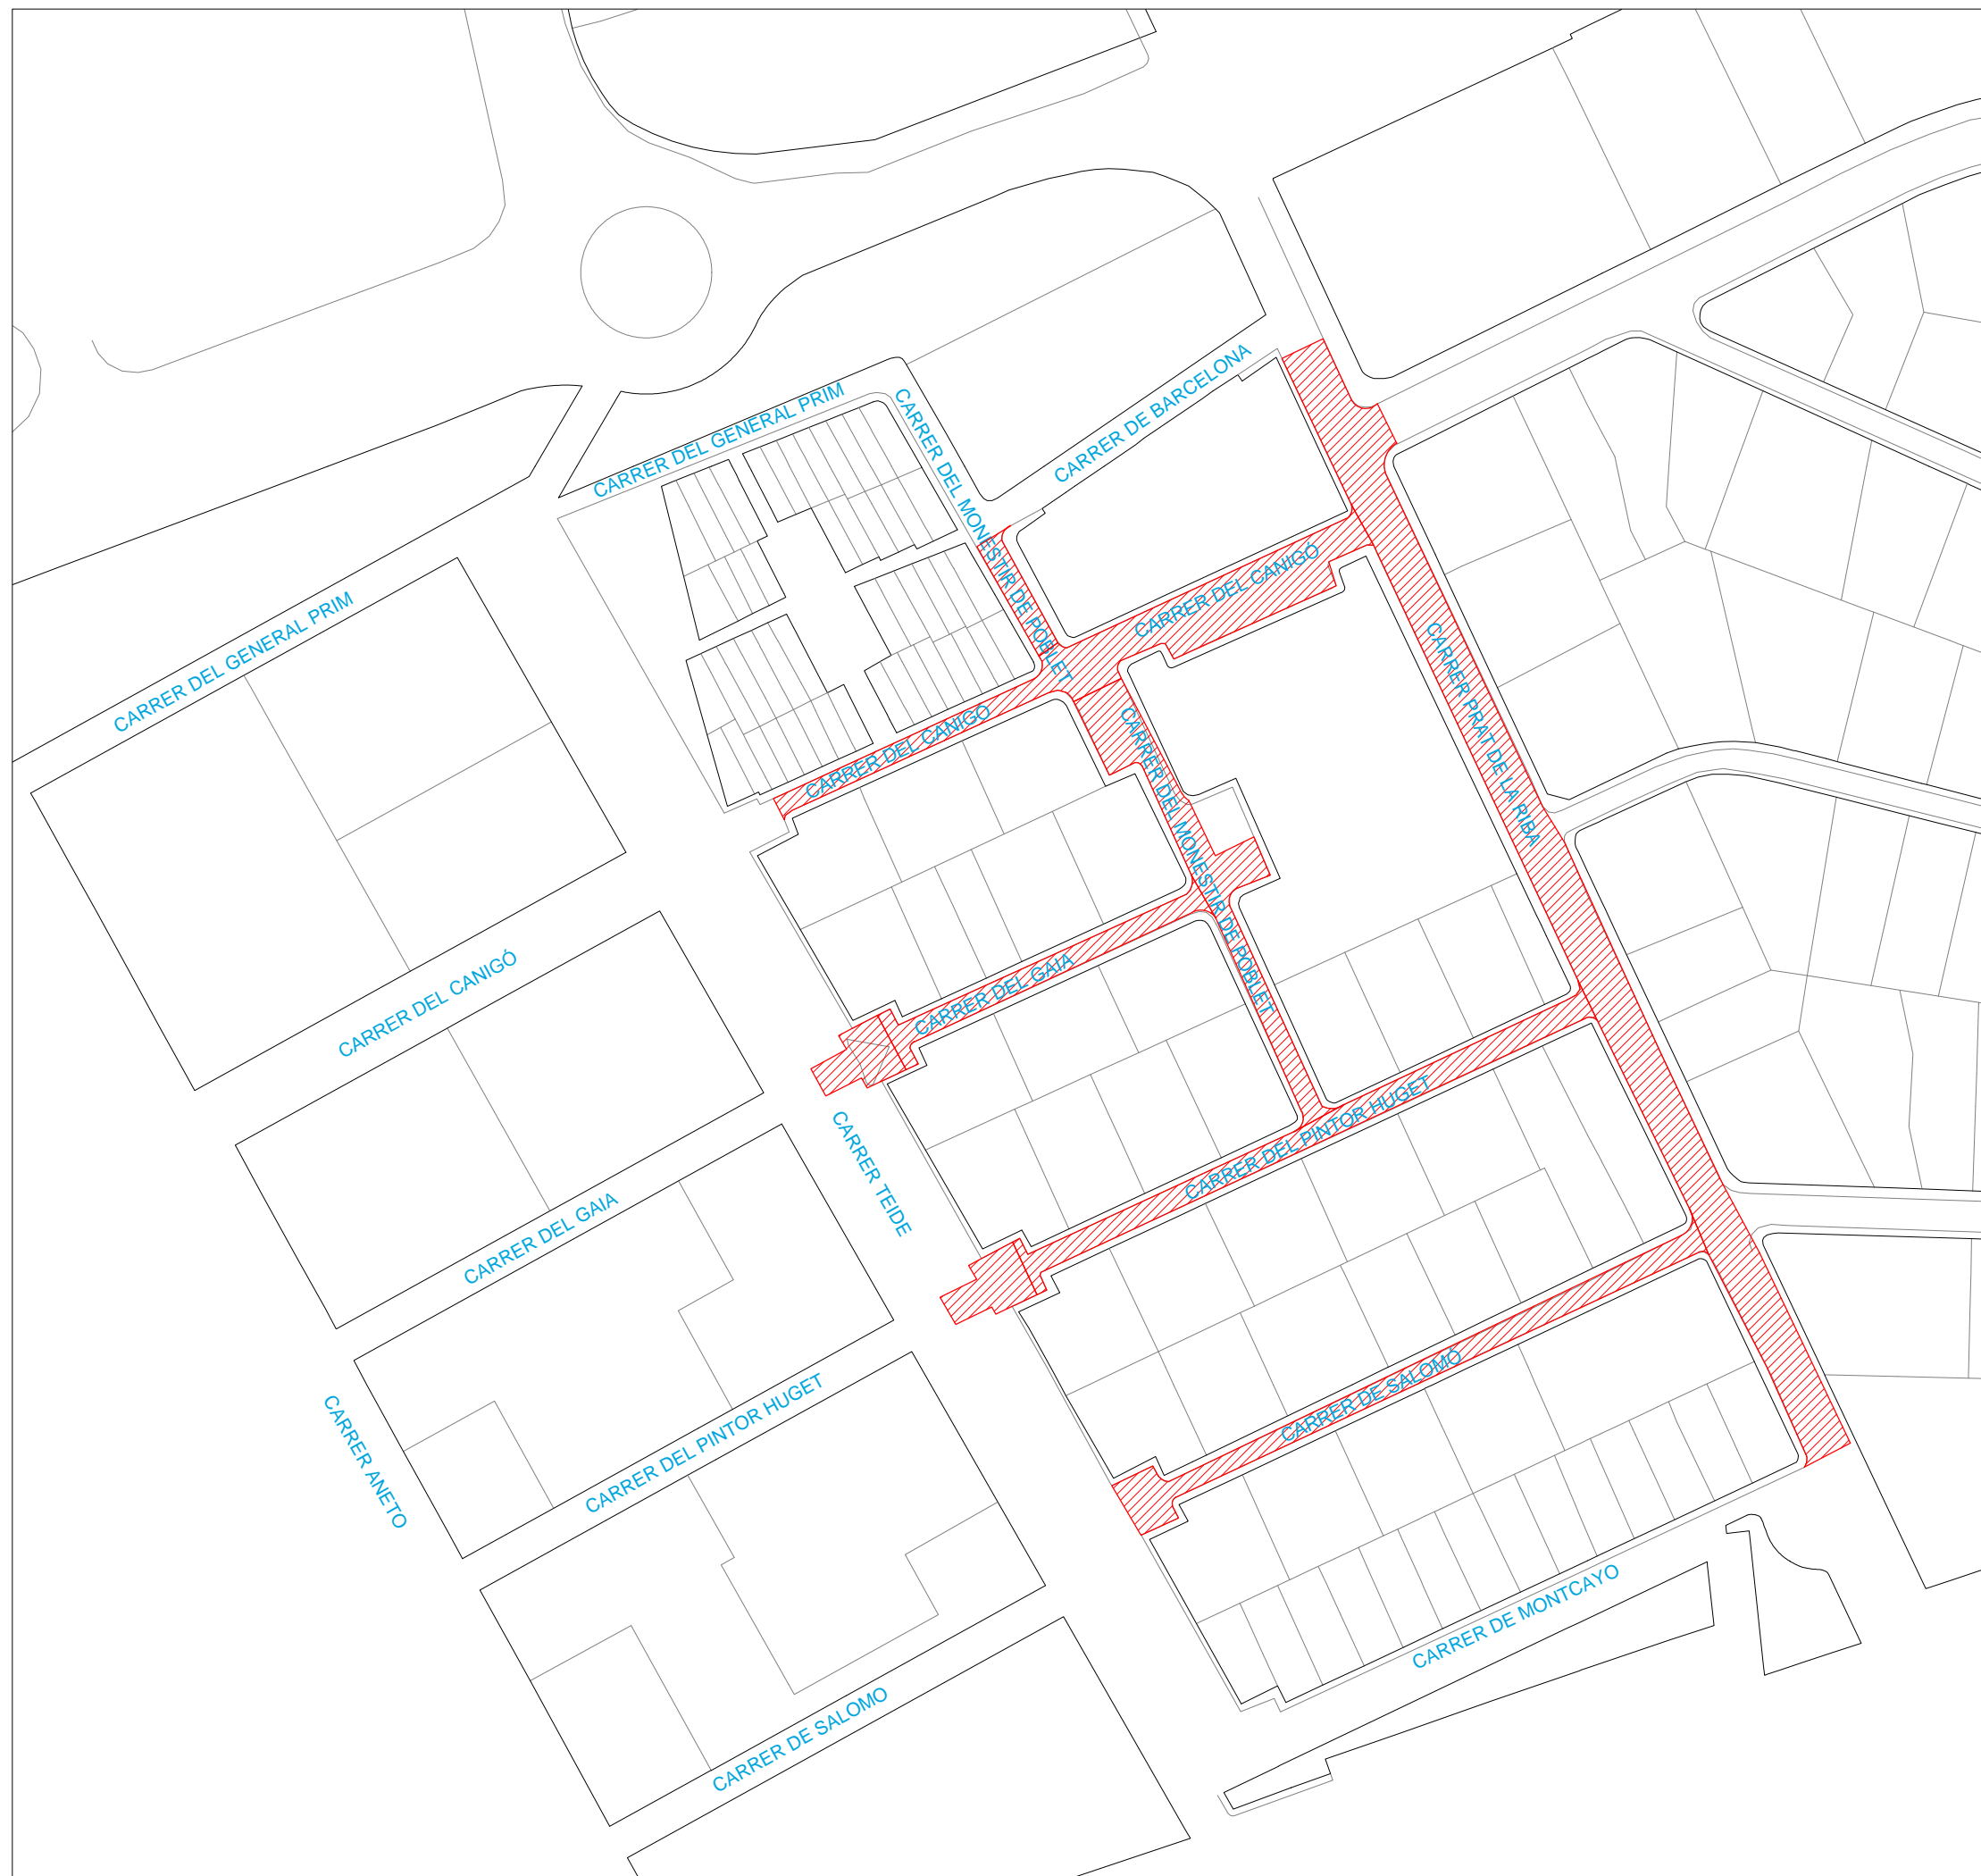 CARRER DEL GENERAL PRIM
CARRER DE BARCELONA
CARRER DEL MONESTIR DE POBLET
CARRER DEL CANIGÓ
CARRER DEL GENERAL PRIM
CARRER PRAT DE LA RIBA
CARRER DEL CANIGÓ
CARRER DEL MONESTIR DE POBLET
CARRER DEL CANIGÓ
CARRER DEL GAIA
CARRER DEL PINTOR HUGET
CARRER TEIDE
CARRER DEL GAIA
CARRER DE SALOMÓ
CARRER DEL PINTOR HUGET
CARRER ANETO
CARRER DE MONTCAYO
CARRER DE SALOMO